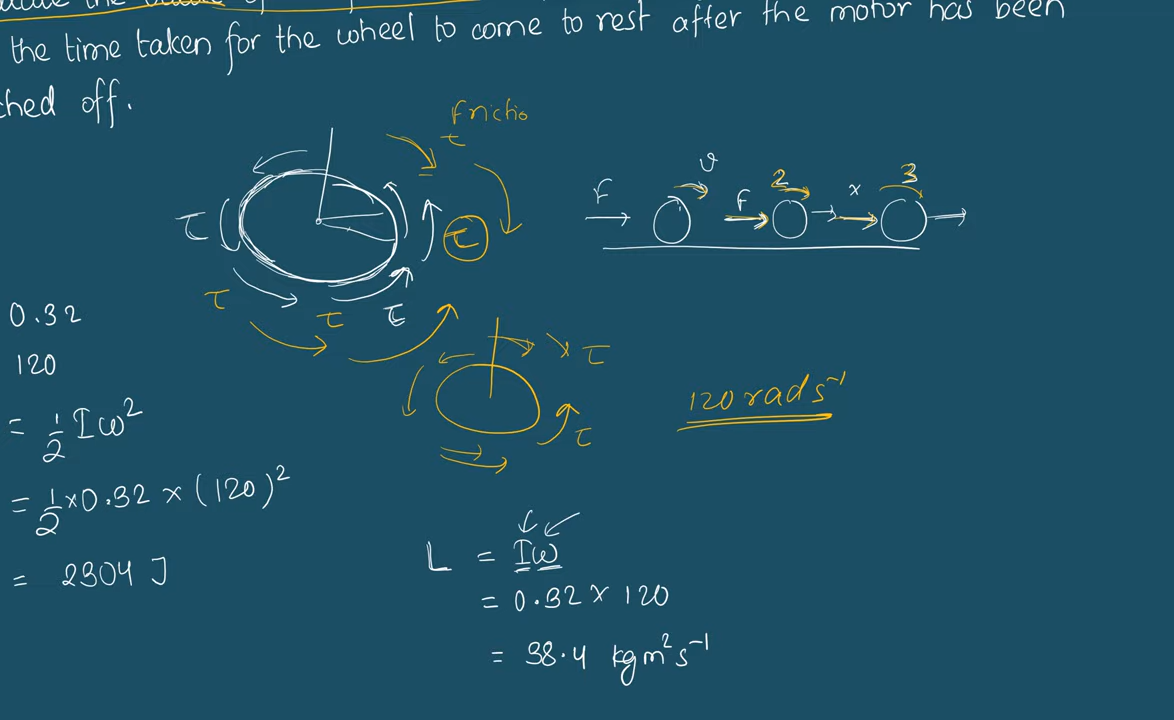 the
the time taken for the wheel to come to rest after the motor has been
ched off.
frictio
τ
τ
τ
τ
τ
τ
F
v
F
2
x
3
0.32
120
= 1/2 Iω²
= 1/2 × 0.32 × (120)²
= 2304 J
τ
τ
120 rad s⁻¹
L = Iω
= 0.32 × 120
= 38.4 kgm²s⁻¹